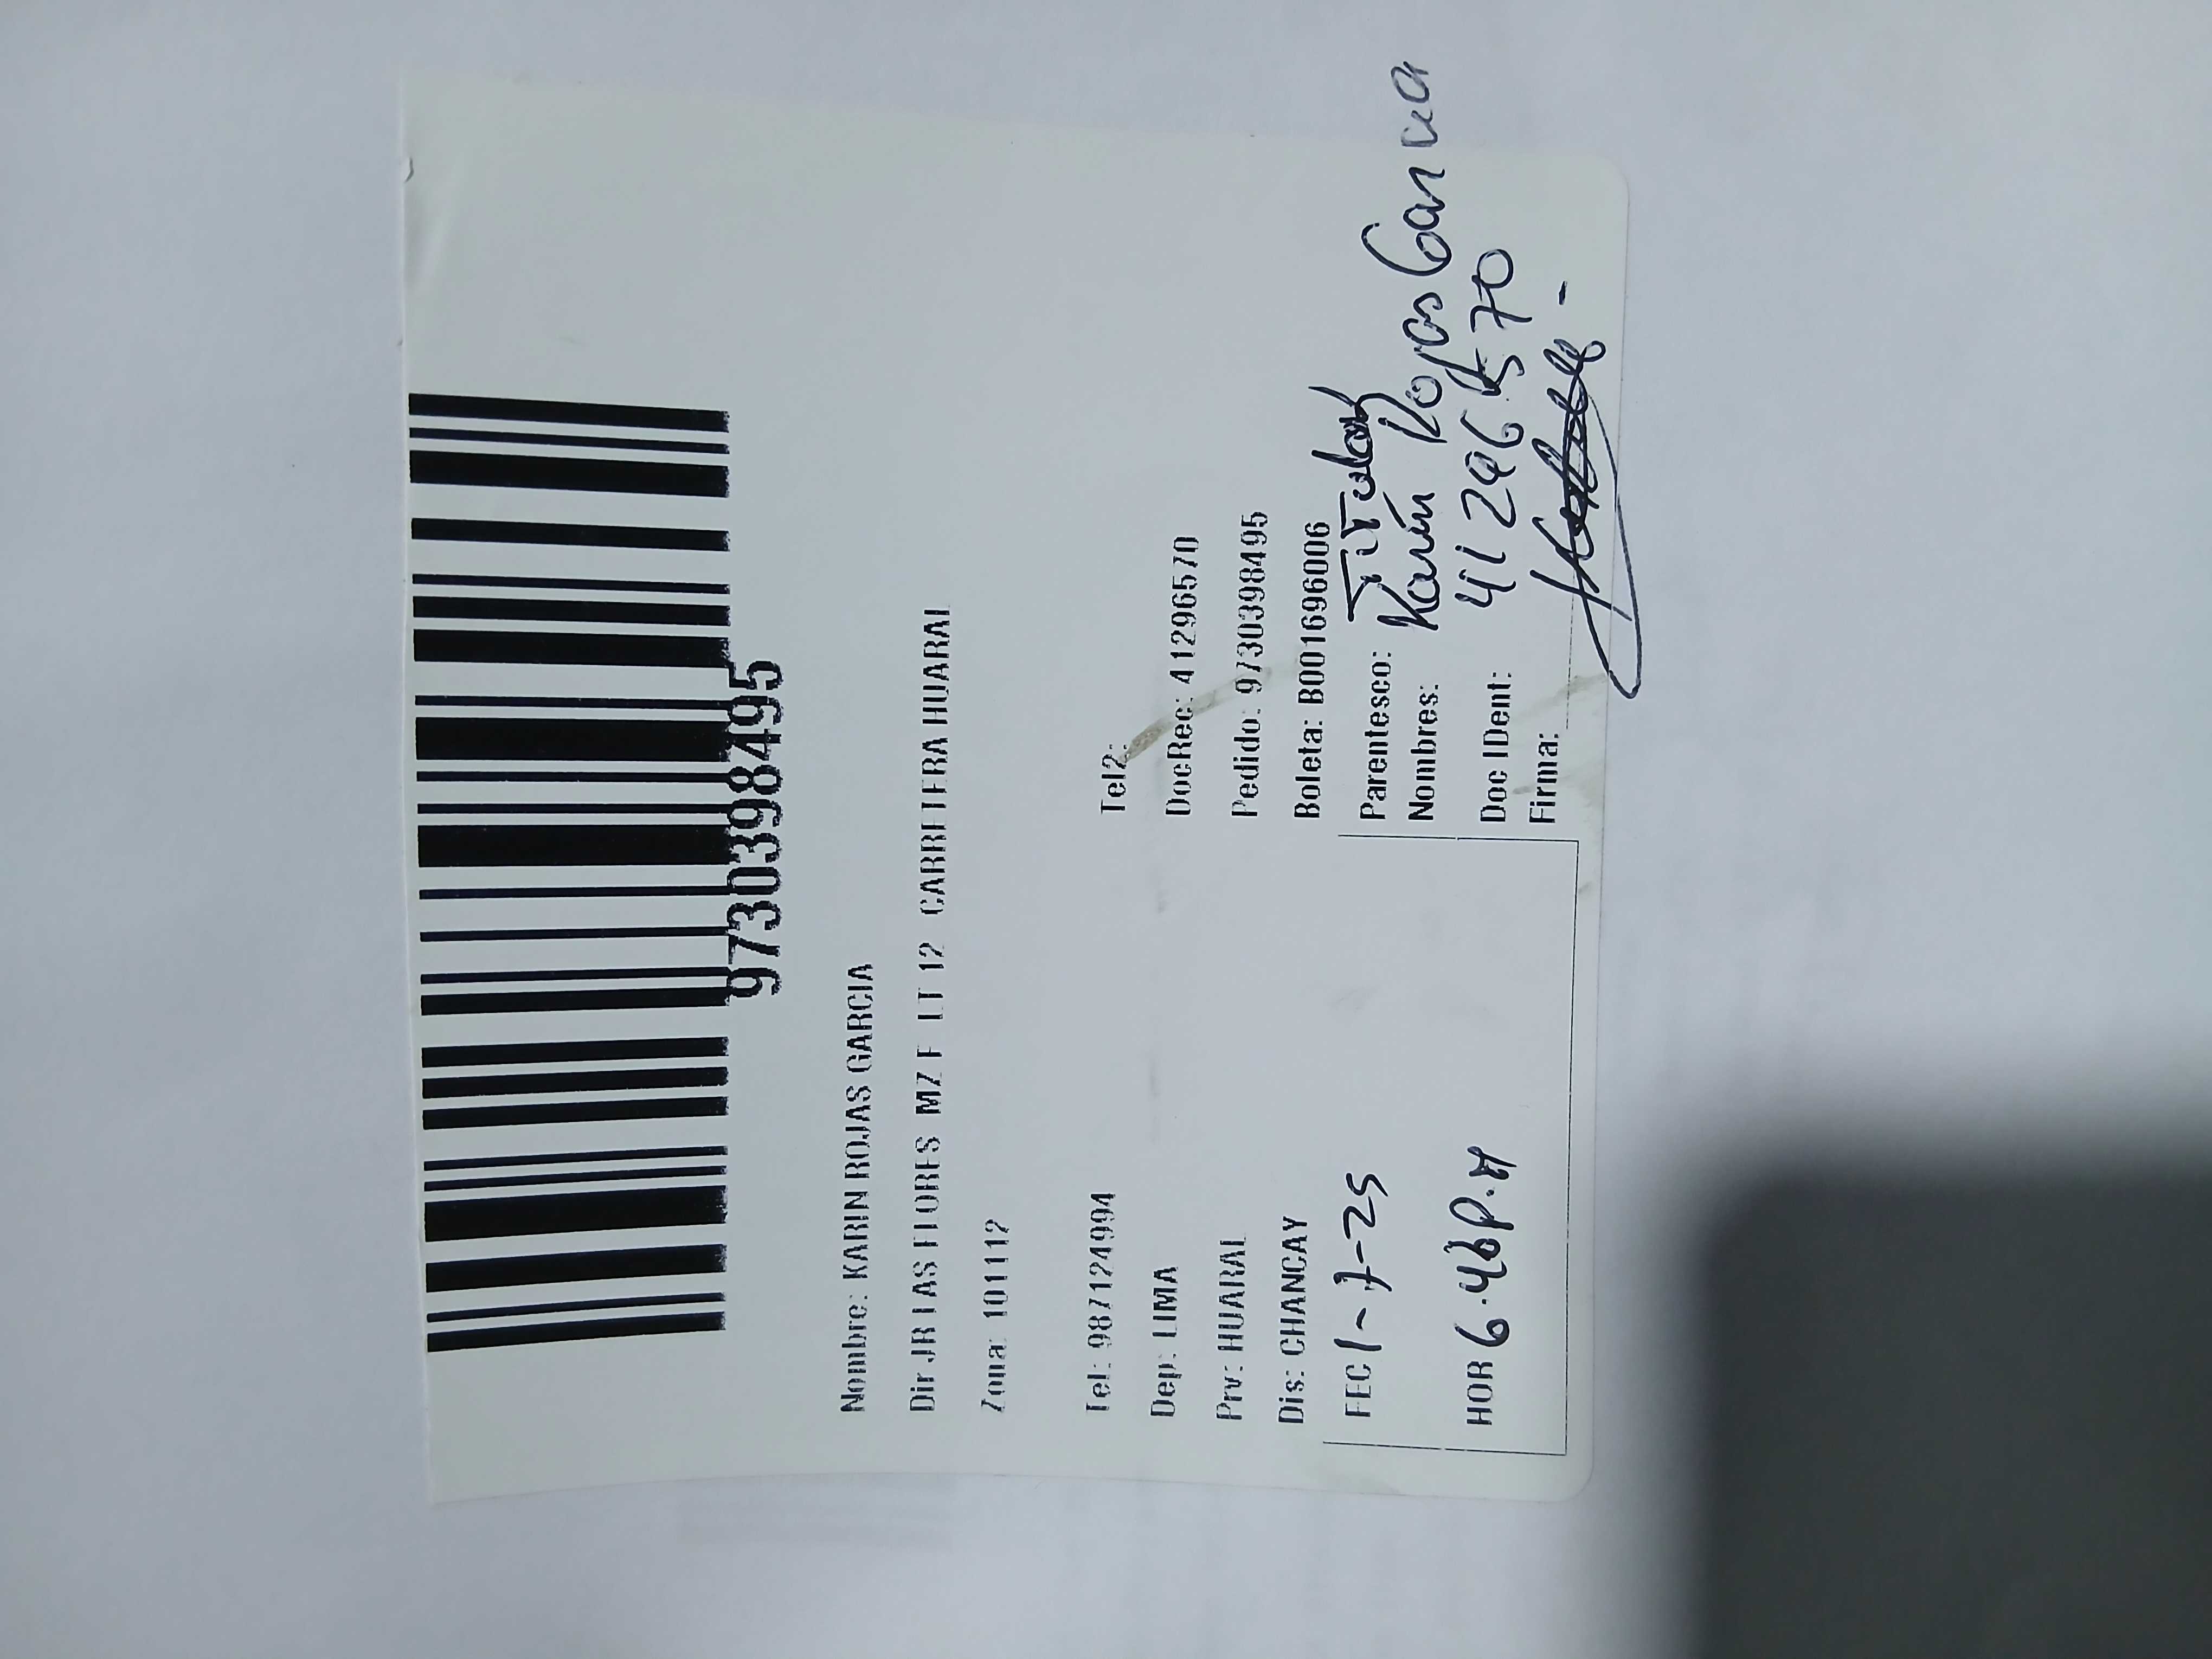 9730398495
Nombre: KARIN ROJAS GARCIA
Dir JR LAS FLORES MZ F LT 12 CARRETERA HUARAL
Zona: 101112
Tel: 987124994 Tel2:
Dep: LIMA DocRec: 41296570
Prv: HUARAL Pedido: 9730398495
Dis: CHANCAY Boleta: B001696006
FEC 1-7-25 Parentesco: Titular
Nombres: Karin Rojas Garcia
HOR 6.46 P.M Doc IDent: 41296570
Firma: